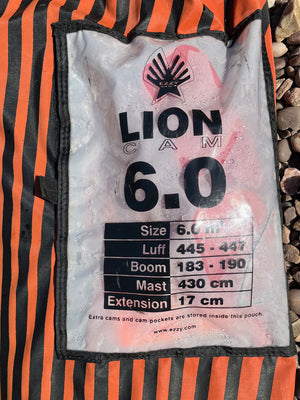 EZZY
LION
CAM
6.0
Size 6.0 m
Luff 445 - 447
Boom 183 - 190
Mast 430 cm
Extension 17 cm
Extra cams and cam pockets are stored inside this pouch.
www.ezzy.com